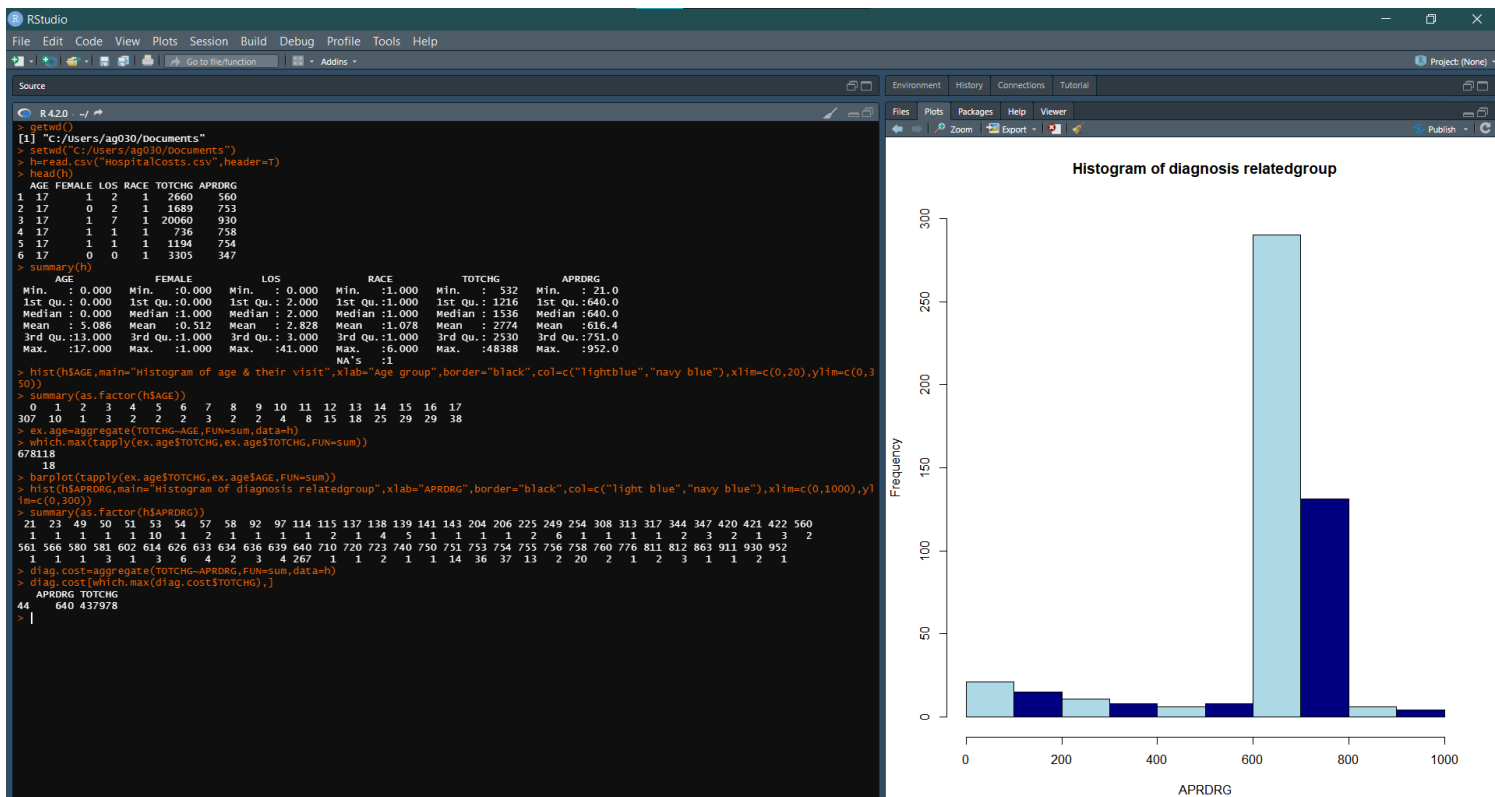 RStudio
File Edit Code View Plots Session Build Debug Profile Tools Help
Go to file/function Addins Project: (None)
Source
R 4.2.0 · ~/
> getwd()
[1] "C:/Users/ag030/Documents"
> setwd("C:/Users/ag030/Documents")
> h=read.csv("HospitalCosts.csv",header=T)
> head(h)
  AGE FEMALE LOS RACE TOTCHG APRDRG
1  17      1   2    1   2660    560
2  17      0   2    1   1689    753
3  17      1   7    1  20060    930
4  17      1   1    1    736    758
5  17      1   1    1   1194    754
6  17      0   0    1   3305    347
> summary(h)
      AGE             FEMALE           LOS              RACE           TOTCHG          APRDRG
 Min.   : 0.000   Min.   :0.000   Min.   : 0.000   Min.   :1.000   Min.   :  532   Min.   : 21.0
 1st Qu.: 0.000   1st Qu.:0.000   1st Qu.: 2.000   1st Qu.:1.000   1st Qu.: 1216   1st Qu.:640.0
 Median : 0.000   Median :1.000   Median : 2.000   Median :1.000   Median : 1536   Median :640.0
 Mean   : 5.086   Mean   :0.512   Mean   : 2.828   Mean   :1.078   Mean   : 2774   Mean   :616.4
 3rd Qu.:13.000   3rd Qu.:1.000   3rd Qu.: 3.000   3rd Qu.:1.000   3rd Qu.: 2530   3rd Qu.:751.0
 Max.   :17.000   Max.   :1.000   Max.   :41.000   Max.   :6.000   Max.   :48388   Max.   :952.0
 NA's   :1
> hist(h$AGE,main="Histogram of age & their visit",xlab="Age group",border="black",col=c("lightblue","navy blue"),xlim=c(0,20),ylim=c(0,3
50))
> summary(as.factor(h$AGE))
  0   1   2   3   4   5   6   7   8   9  10  11  12  13  14  15  16  17
307  10   1   3   2   2   2   3   2   2   4   8  15  18  25  29  29  38
> ex.age=aggregate(TOTCHG~AGE,FUN=sum,data=h)
> which.max(tapply(ex.age$TOTCHG,ex.age$TOTCHG,FUN=sum))
678118
    18
> barplot(tapply(ex.age$TOTCHG,ex.age$AGE,FUN=sum))
> hist(h$APRDRG,main="Histogram of diagnosis relatedgroup",xlab="APRDRG",border="black",col=c("light blue","navy blue"),xlim=c(0,1000),yl
im=c(0,300))
> summary(as.factor(h$APRDRG))
 21  23  49  50  51  53  54  57  58  92  97 114 115 137 138 139 141 143 204 206 225 249 254 308 313 317 344 347 420 421 422 560
  1   1   1   1   1  10   1   2   1   1   1   1   2   1   4   5   1   1   1   1   2   6   1   1   1   1   2   3   2   1   3   2
561 566 580 581 602 614 626 633 634 636 639 640 710 720 723 740 750 751 753 754 755 756 758 760 776 811 812 863 911 930 952
  1   1   1   3   1   3   6   4   2   3   4 267   1   1   2   1   1  14  36  37  13   2  20   2   1   2   3   1   1   2   1
> diag.cost=aggregate(TOTCHG~APRDRG,FUN=sum,data=h)
> diag.cost[which.max(diag.cost$TOTCHG),]
   APRDRG TOTCHG
44    640 437978
>
Environment History Connections Tutorial
Files Plots Packages Help Viewer
Zoom Export Publish
Histogram of diagnosis relatedgroup
300
250
200
150
100
50
0
Frequency
0 200 400 600 800 1000
APRDRG